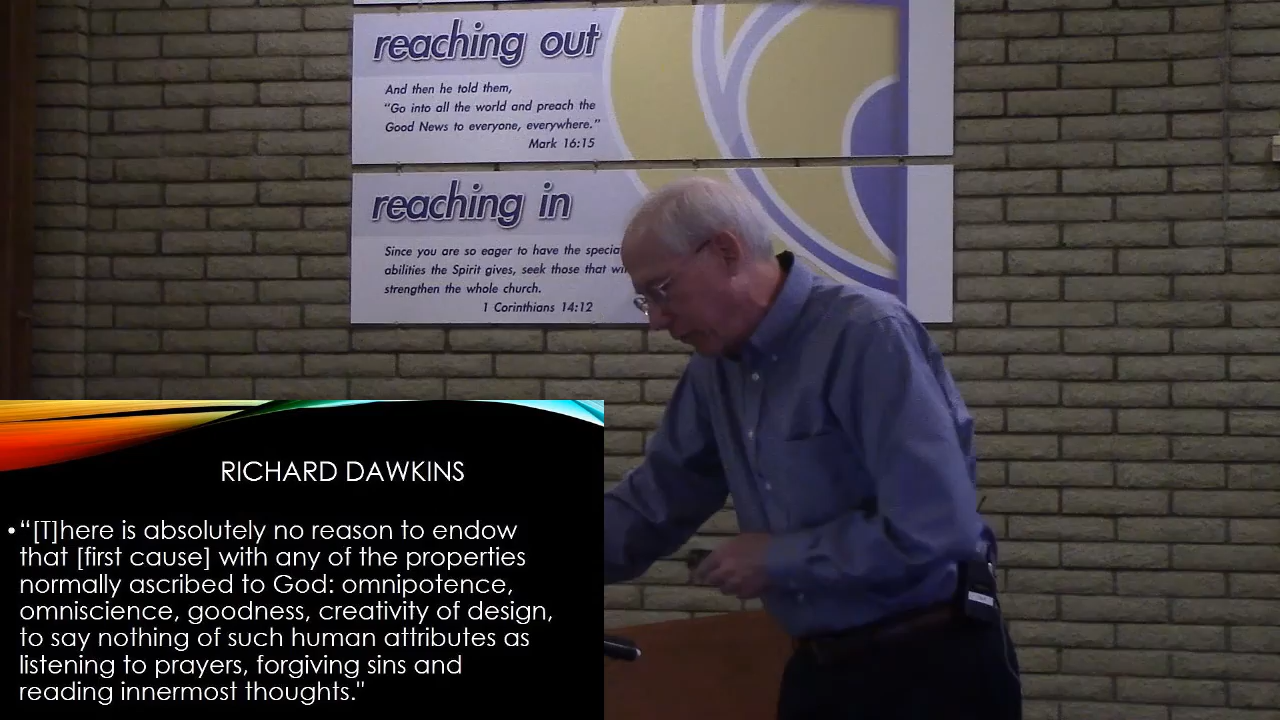 reaching out
And then he told them,
“Go into all the world and preach the
Good News to everyone, everywhere.”
Mark 16:15
reaching in
Since you are so eager to have the
abilities the Spirit gives, seek those that
strengthen the whole church.
1 Corinthians 14:12
RICHARD DAWKINS
• “[T]here is absolutely no reason to endow
that [first cause] with any of the properties
normally ascribed to God: omnipotence,
omniscience, goodness, creativity of design,
to say nothing of such human attributes as
listening to prayers, forgiving sins and
reading innermost thoughts."